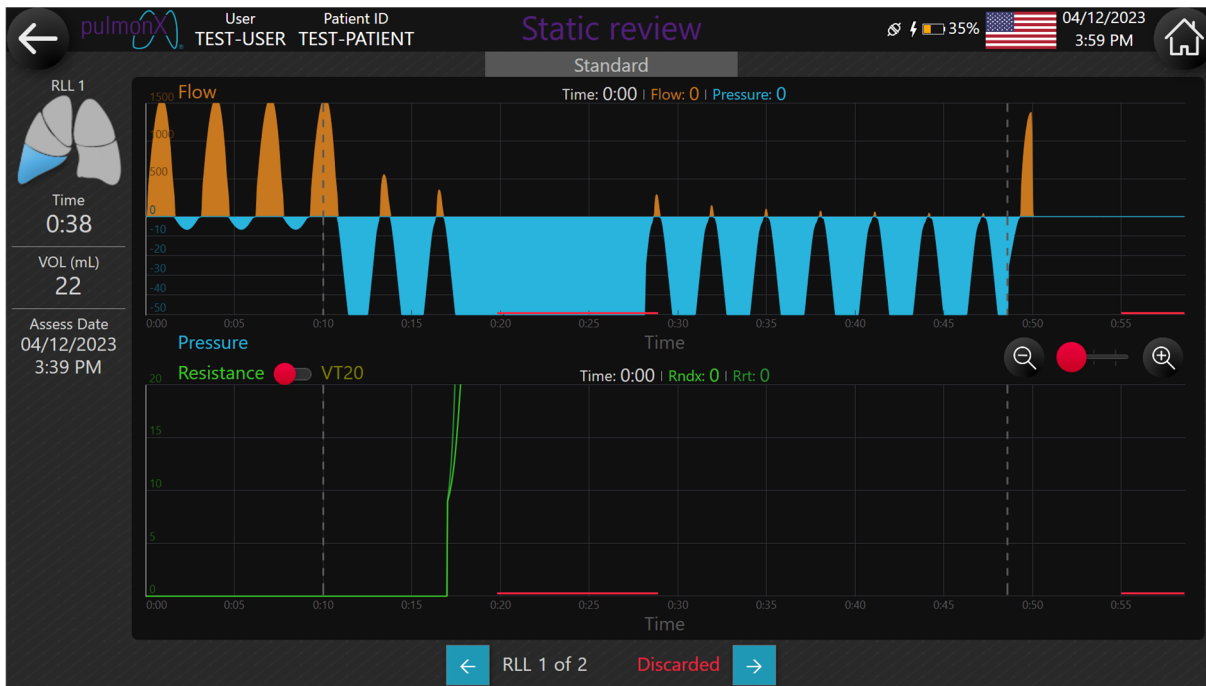 pulmonX
User
TEST-USER
Patient ID
TEST-PATIENT
Static review
35%
04/12/2023
3:59 PM
Standard
RLL 1
Time
0:38
VOL (mL)
22
Assess Date
04/12/2023
3:39 PM
Flow
Time: 0:00 | Flow: 0 | Pressure: 0
1500
1000
500
0
-10
-20
-30
-40
-50
0:00 0:05 0:10 0:15 0:20 0:25 0:30 0:35 0:40 0:45 0:50 0:55
Pressure
Time
Resistance VT20
Time: 0:00 | Rndx: 0 | Rrt: 0
20
15
10
5
0
0:00 0:05 0:10 0:15 0:20 0:25 0:30 0:35 0:40 0:45 0:50 0:55
Time
RLL 1 of 2 Discarded